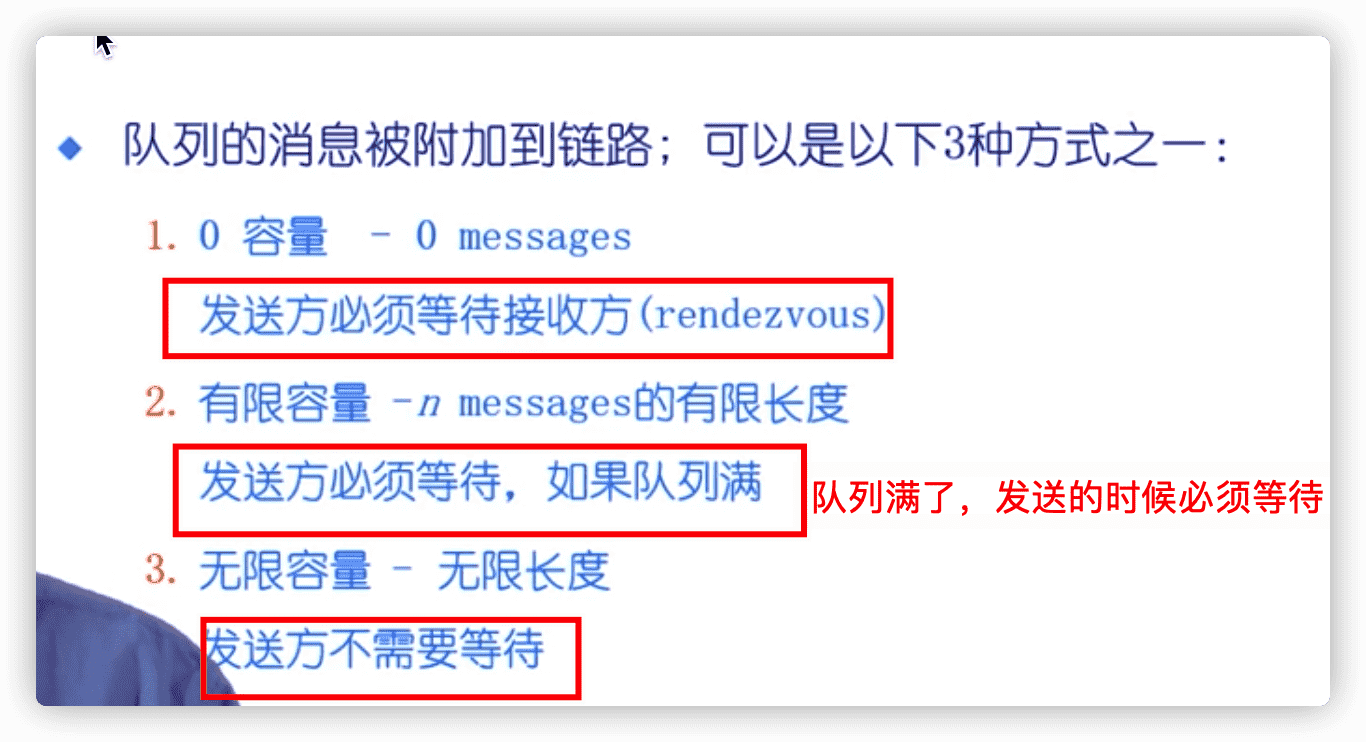 队列的消息被附加到链路；可以是以下3种方式之一：
1. 0 容量 - 0 messages
发送方必须等待接收方(rendezvous)
2. 有限容量 -n messages的有限长度
发送方必须等待，如果队列满
队列满了，发送的时候必须等待
3. 无限容量 - 无限长度
发送方不需要等待